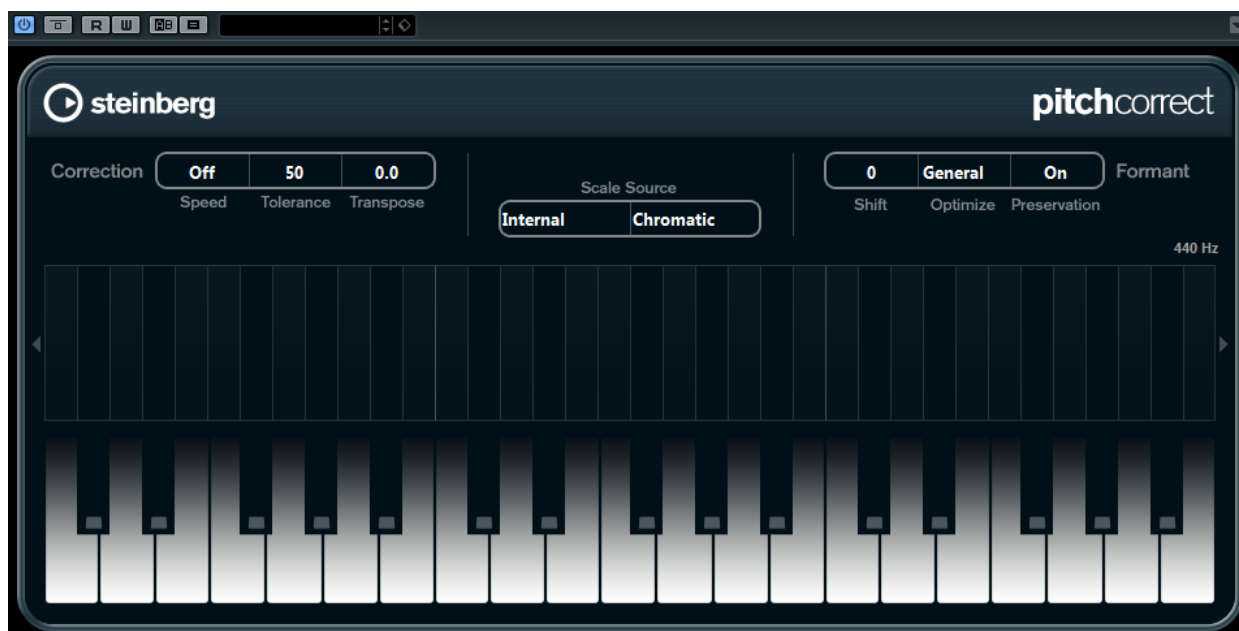 R W AB
steinberg
pitchcorrect
Correction Off 50 0.0
Speed Tolerance Transpose
Scale Source
Internal Chromatic
0 General On Formant
Shift Optimize Preservation
440 Hz